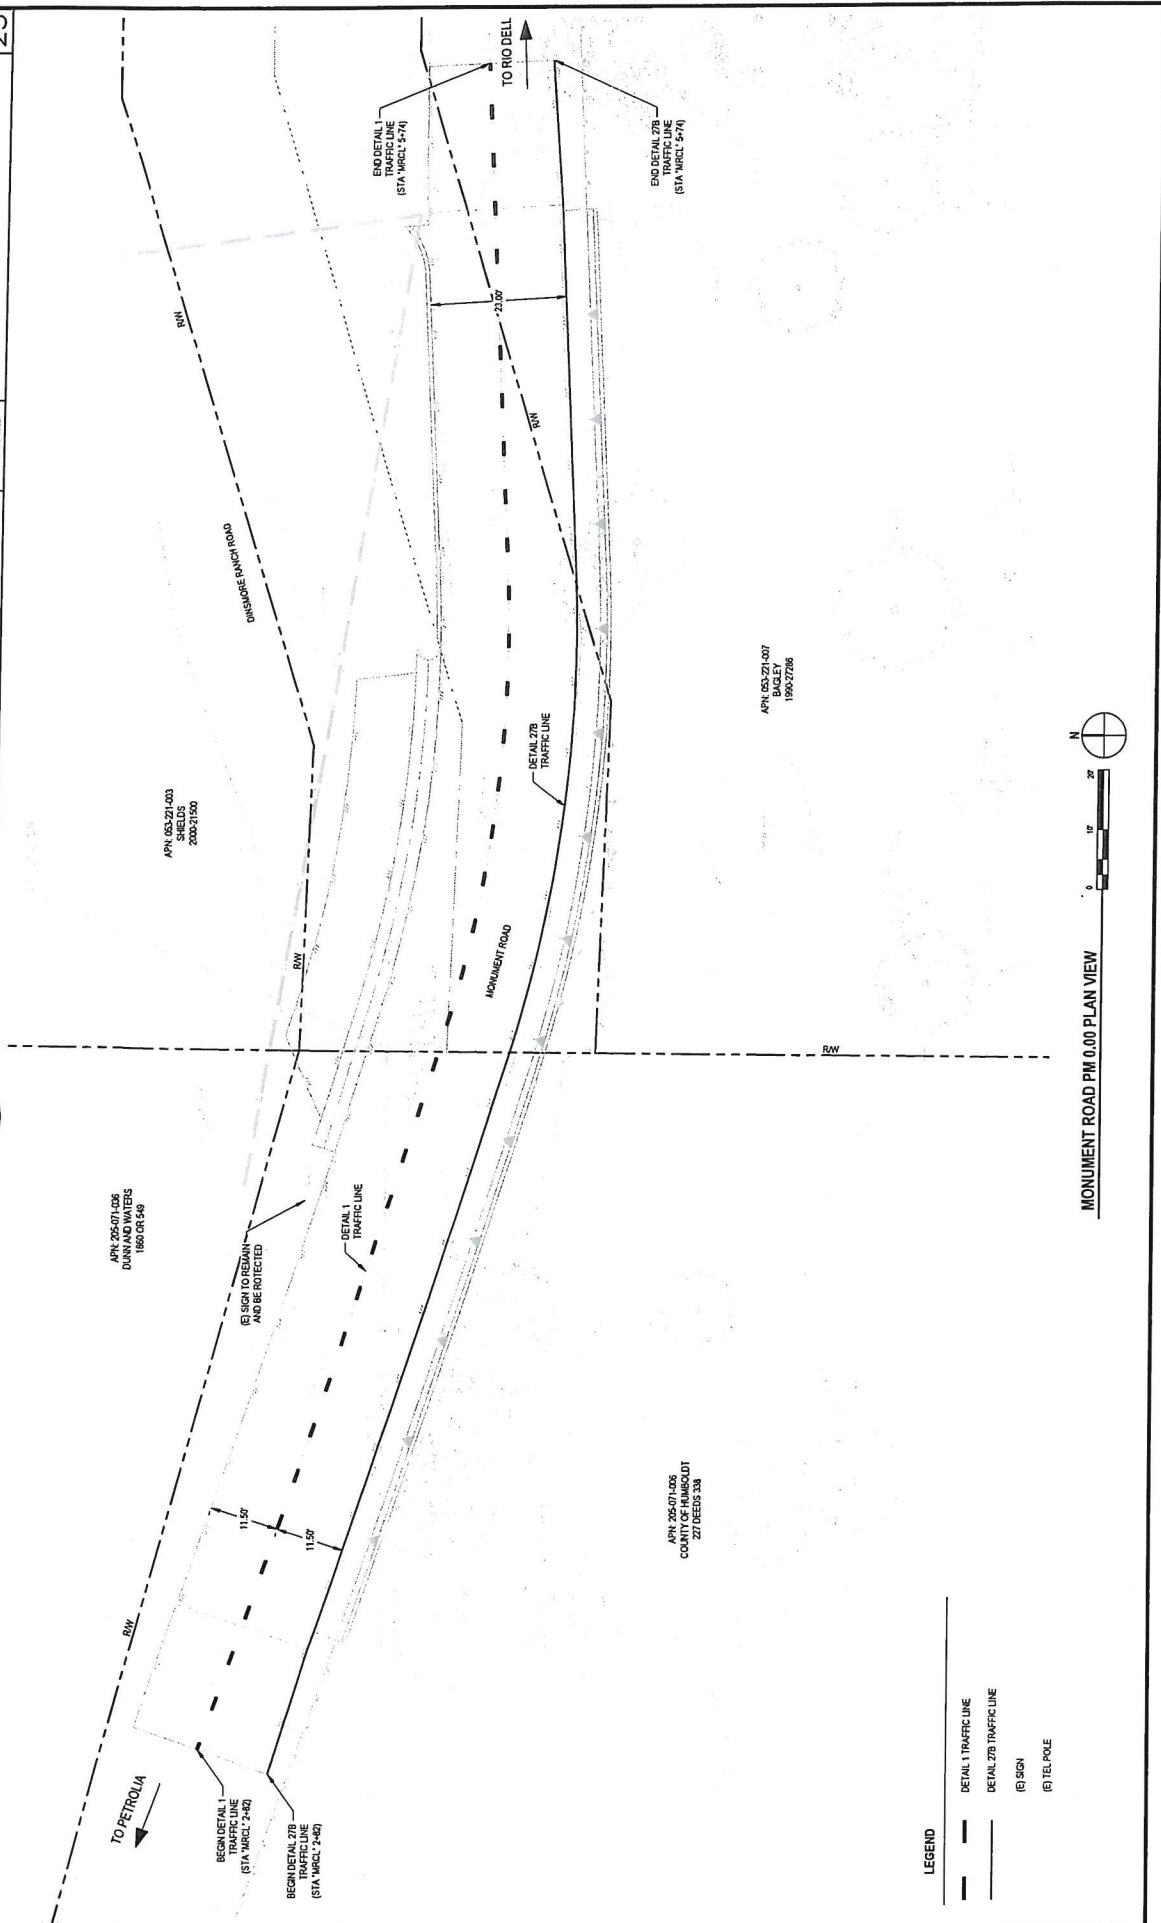 TO PETROLIA
BEGIN DETAIL 1
TRAFFIC LINE
(STA 'MRCL' 2+82)
BEGIN DETAIL 27B
TRAFFIC LINE
(STA 'MRCL' 2+82)
R/W
11.50'
11.50'
APN: 205-071-036
DUNN AND WATERS
1860 OR 549
(E) SIGN TO REMAIN
AND BE ROTECTED
DETAIL 1
TRAFFIC LINE
APN: 205-071-006
COUNTY OF HUMBOLDT
227 DEEDS 338
R/W
R/W
MONUMENT ROAD
APN: 053-221-003
SHIELDS
2000-21500
DETAIL 27B
TRAFFIC LINE
APN: 053-221-007
BAGLEY
1990-27286
DINSMORE RANCH ROAD
R/W
R/W
23.00'
END DETAIL 1
TRAFFIC LINE
(STA 'MRCL' 5+74)
TO RIO DELL
END DETAIL 27B
TRAFFIC LINE
(STA 'MRCL' 5+74)
LEGEND
DETAIL 1 TRAFFIC LINE
DETAIL 27B TRAFFIC LINE
(E) SIGN
(E) TEL POLE
MONUMENT ROAD PM 0.00 PLAN VIEW
0 10' 20'
N